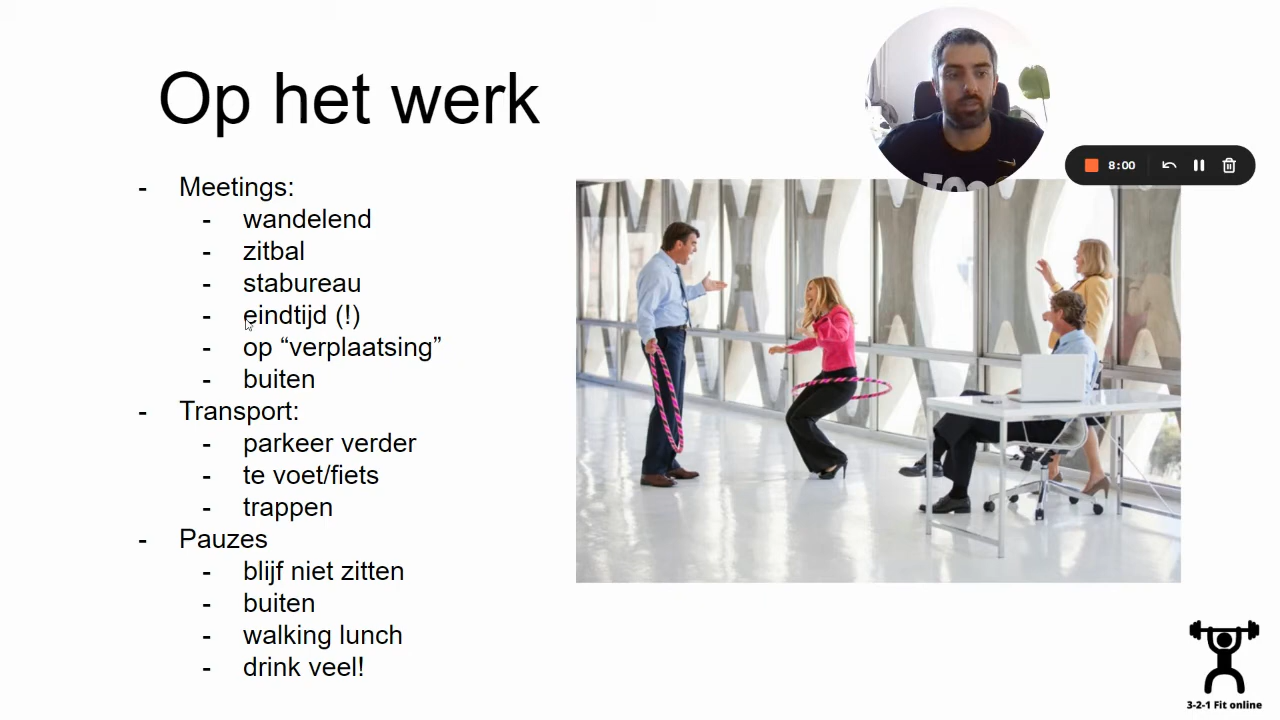 Op het werk
8:00
- Meetings:
- wandelend
- zitbal
- stabureau
- eindtijd (!)
- op “verplaatsing”
- buiten
- Transport:
- parkeer verder
- te voet/fiets
- trappen
- Pauzes
- blijf niet zitten
- buiten
- walking lunch
- drink veel!
3-2-1 Fit online